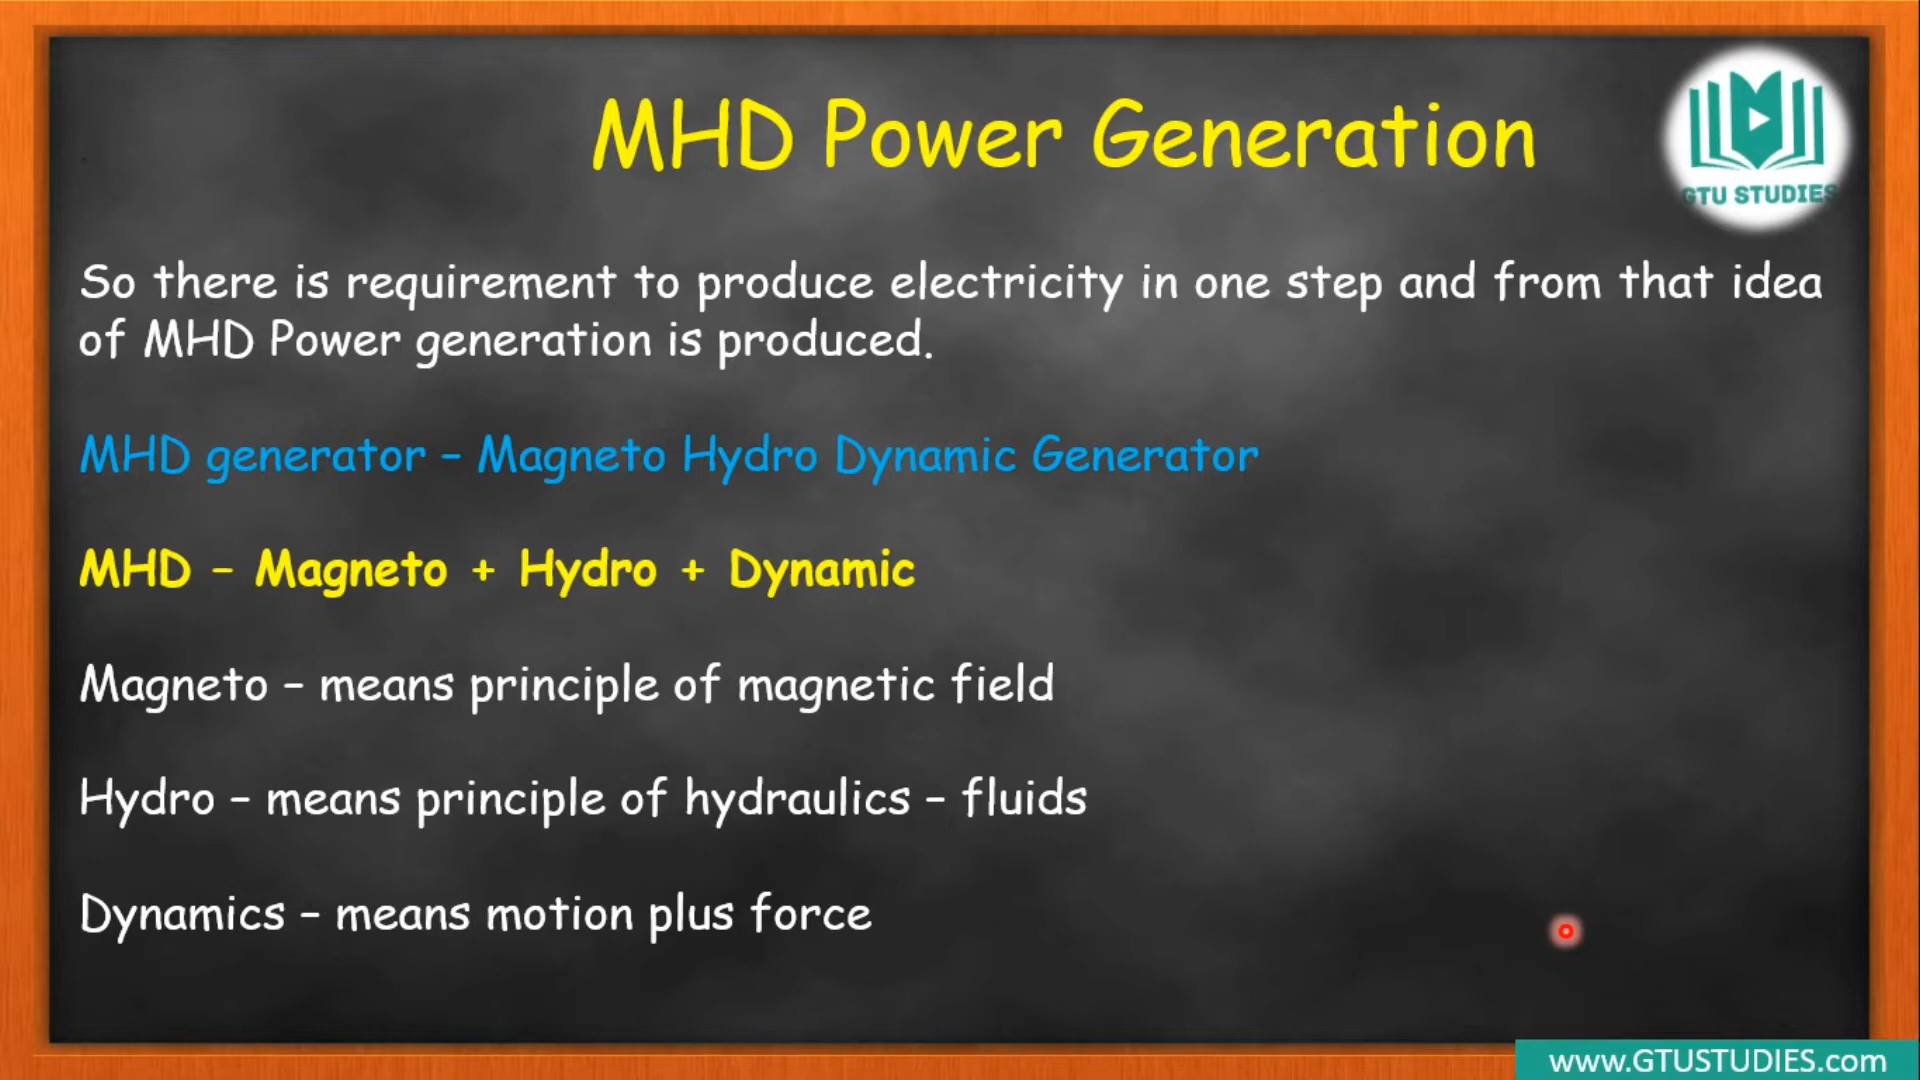 MHD Power Generation
GTU STUDIES
So there is requirement to produce electricity in one step and from that idea
of MHD Power generation is produced.
MHD generator – Magneto Hydro Dynamic Generator
MHD – Magneto + Hydro + Dynamic
Magneto – means principle of magnetic field
Hydro – means principle of hydraulics – fluids
Dynamics – means motion plus force
www.GTUSTUDIES.com